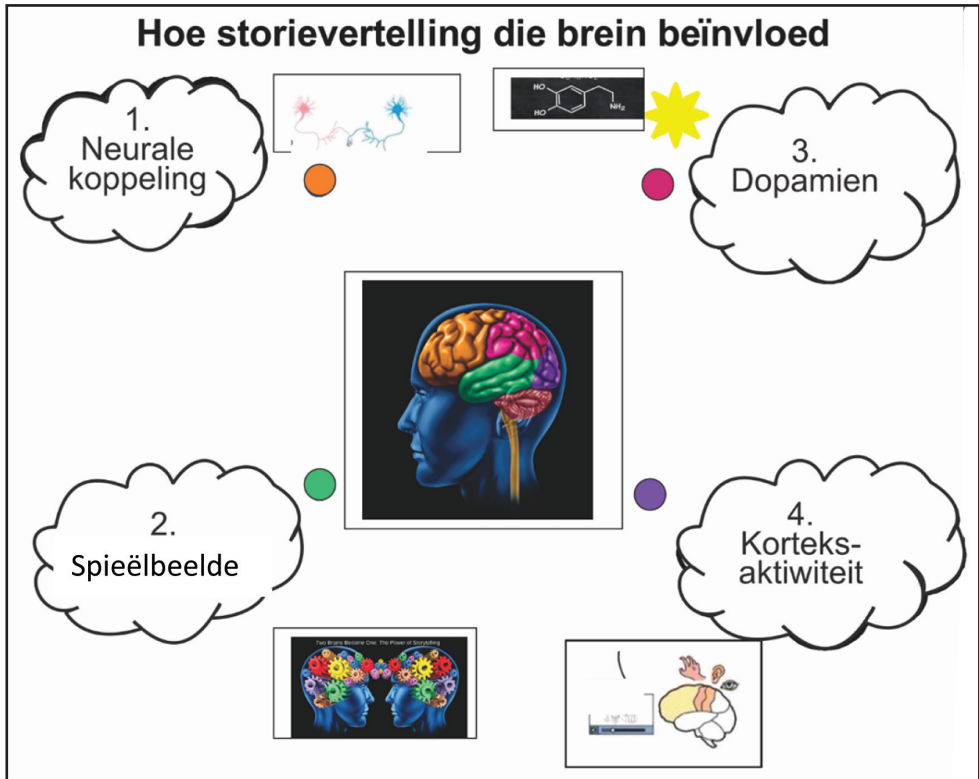 Hoe storievertelling die brein beïnvloed
1.
Neurale
koppeling
HO
HO
NH2
3.
Dopamien
2.
Spieëlbeelde
4.
Korteks-
aktiwiteit
Two Brains Become One: The Power of Storytelling